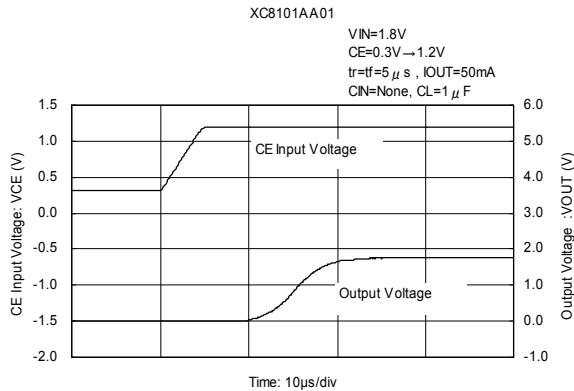 XC8101AA01
VIN=1.8V
CE=0.3V→1.2V
tr=tf=5μs , IOUT=50mA
CIN=None, CL=1μF
CE Input Voltage: VCE (V)
1.5
1.0
0.5
0.0
-0.5
-1.0
-1.5
-2.0
CE Input Voltage
Output Voltage
6.0
5.0
4.0
3.0
2.0
1.0
0.0
-1.0
Output Voltage :VOUT (V)
Time: 10μs/div